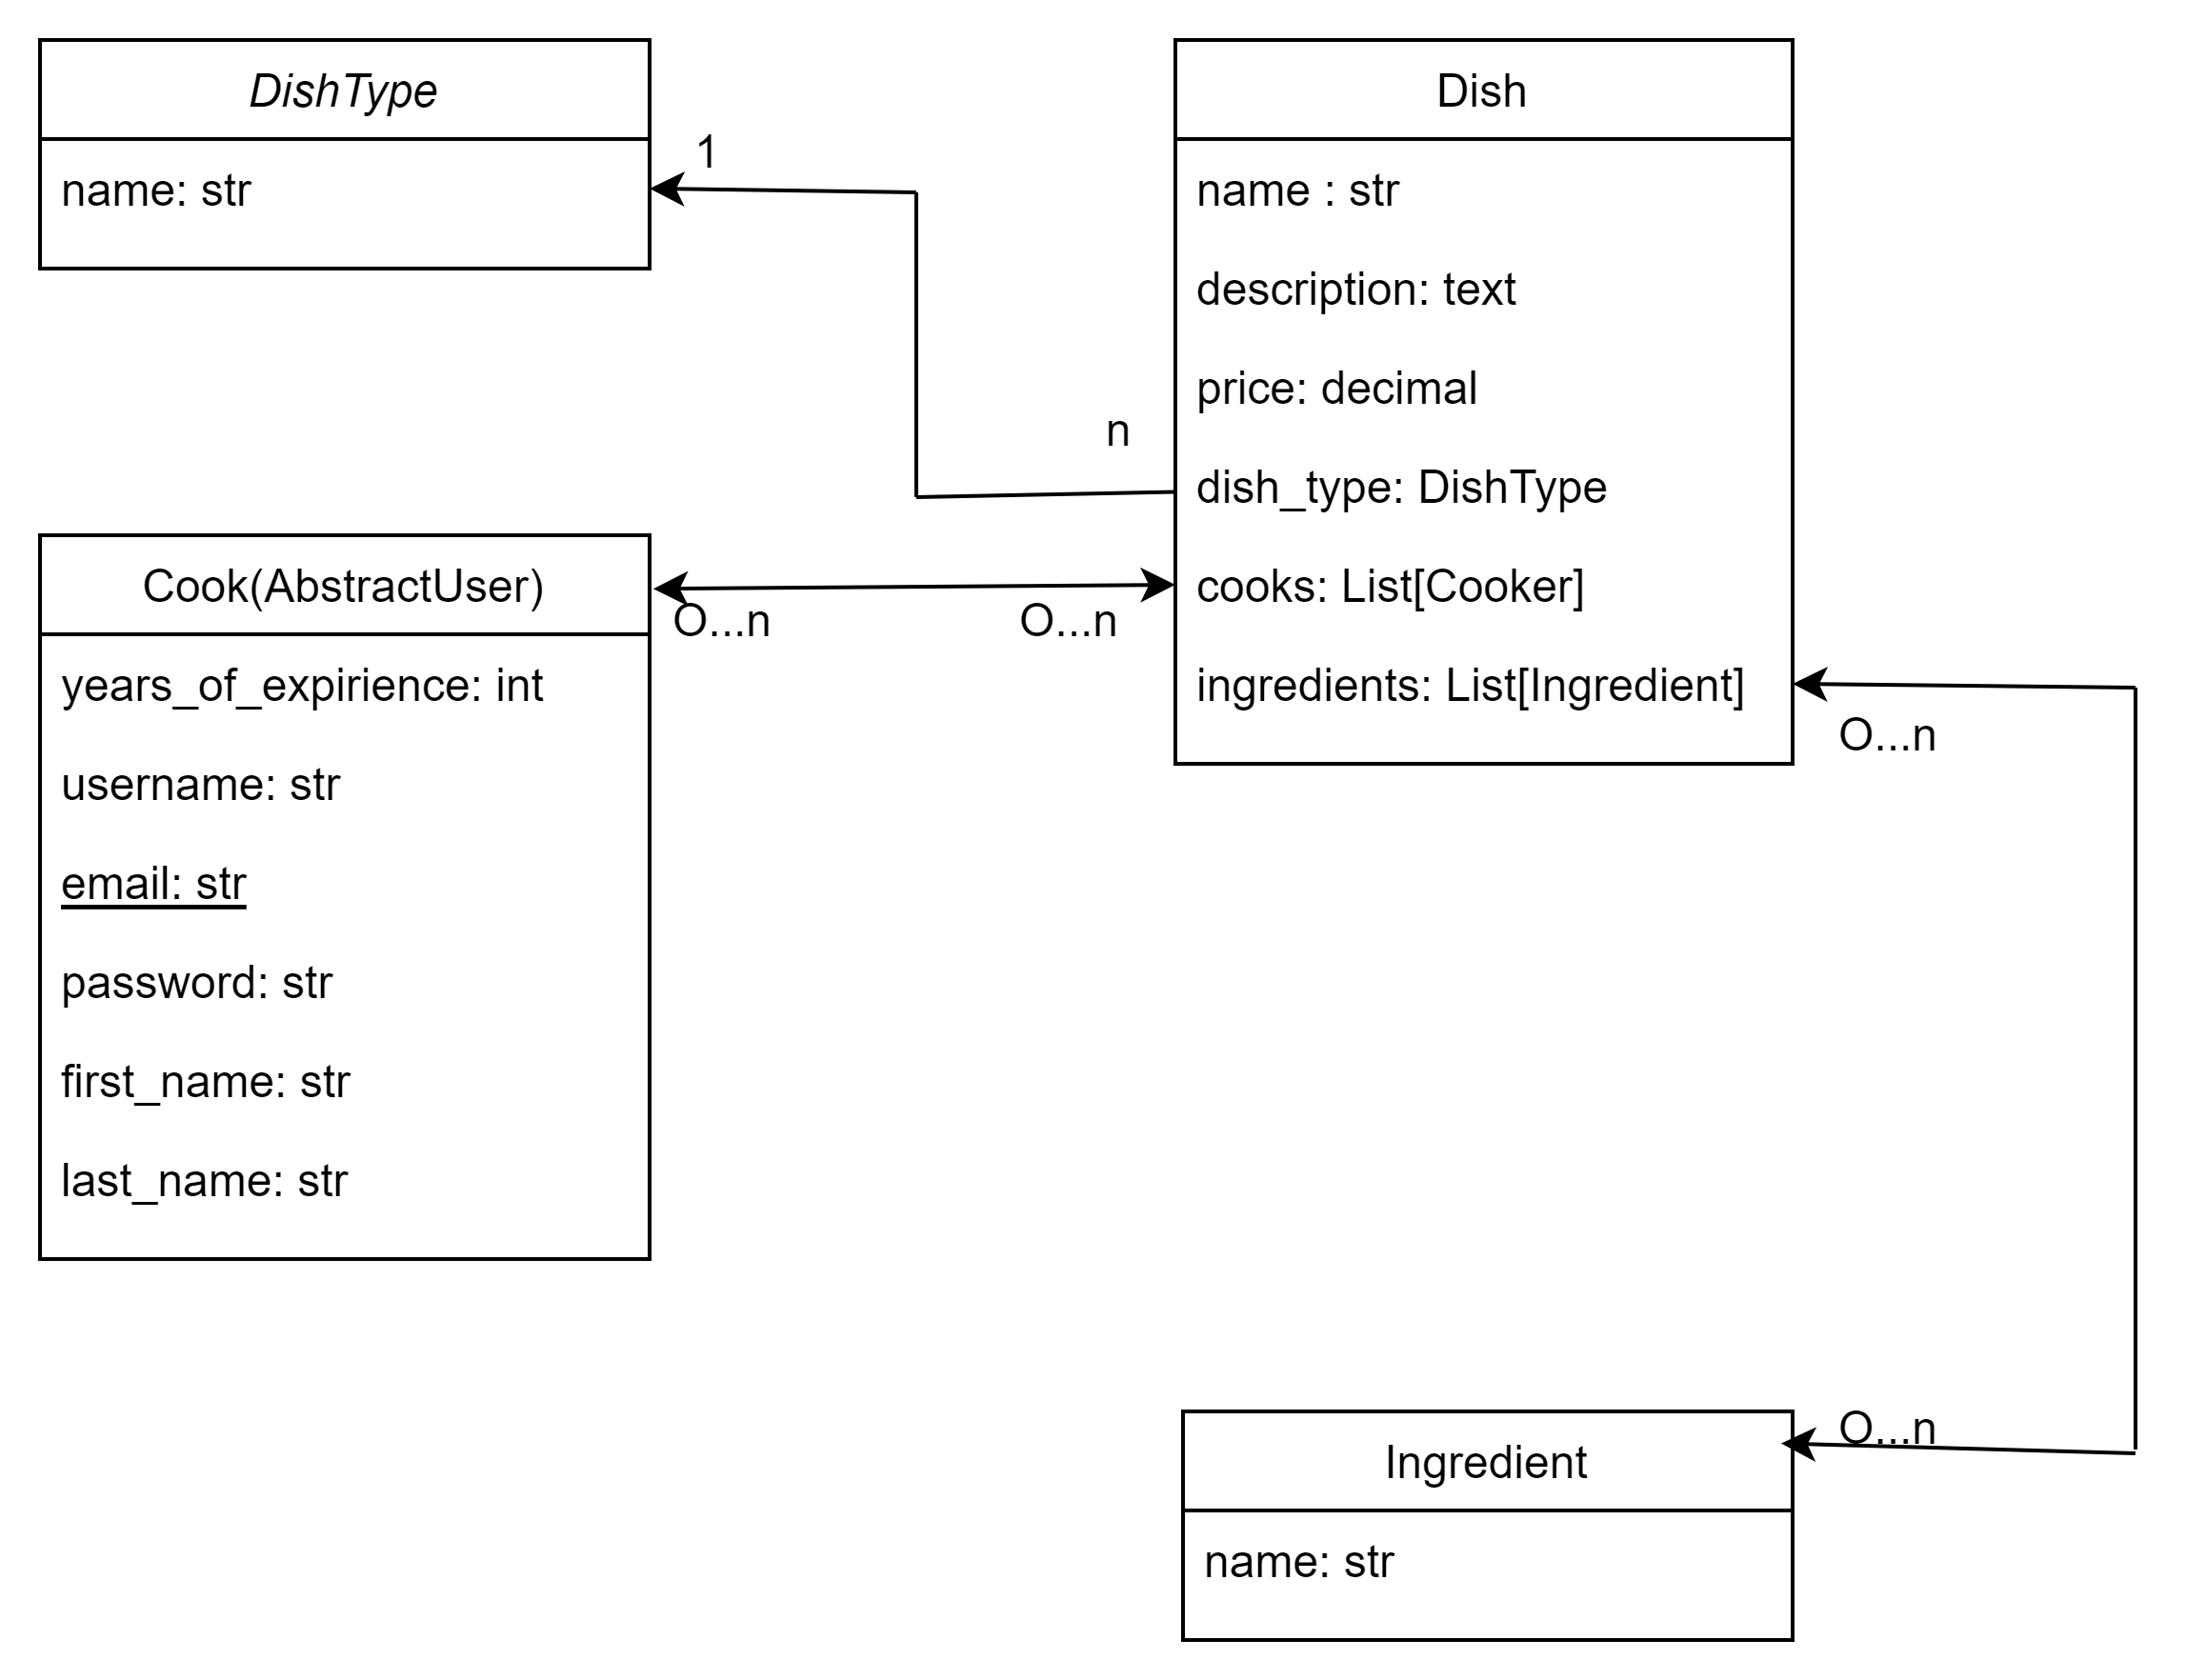 DishType
name: str
1
Dish
name : str
description: text
price: decimal
n
dish_type: DishType
cooks: List[Cooker]
ingredients: List[Ingredient]
O...n
O...n
O...n
Cook(AbstractUser)
years_of_expirience: int
username: str
email: str
password: str
first_name: str
last_name: str
O...n
Ingredient
name: str